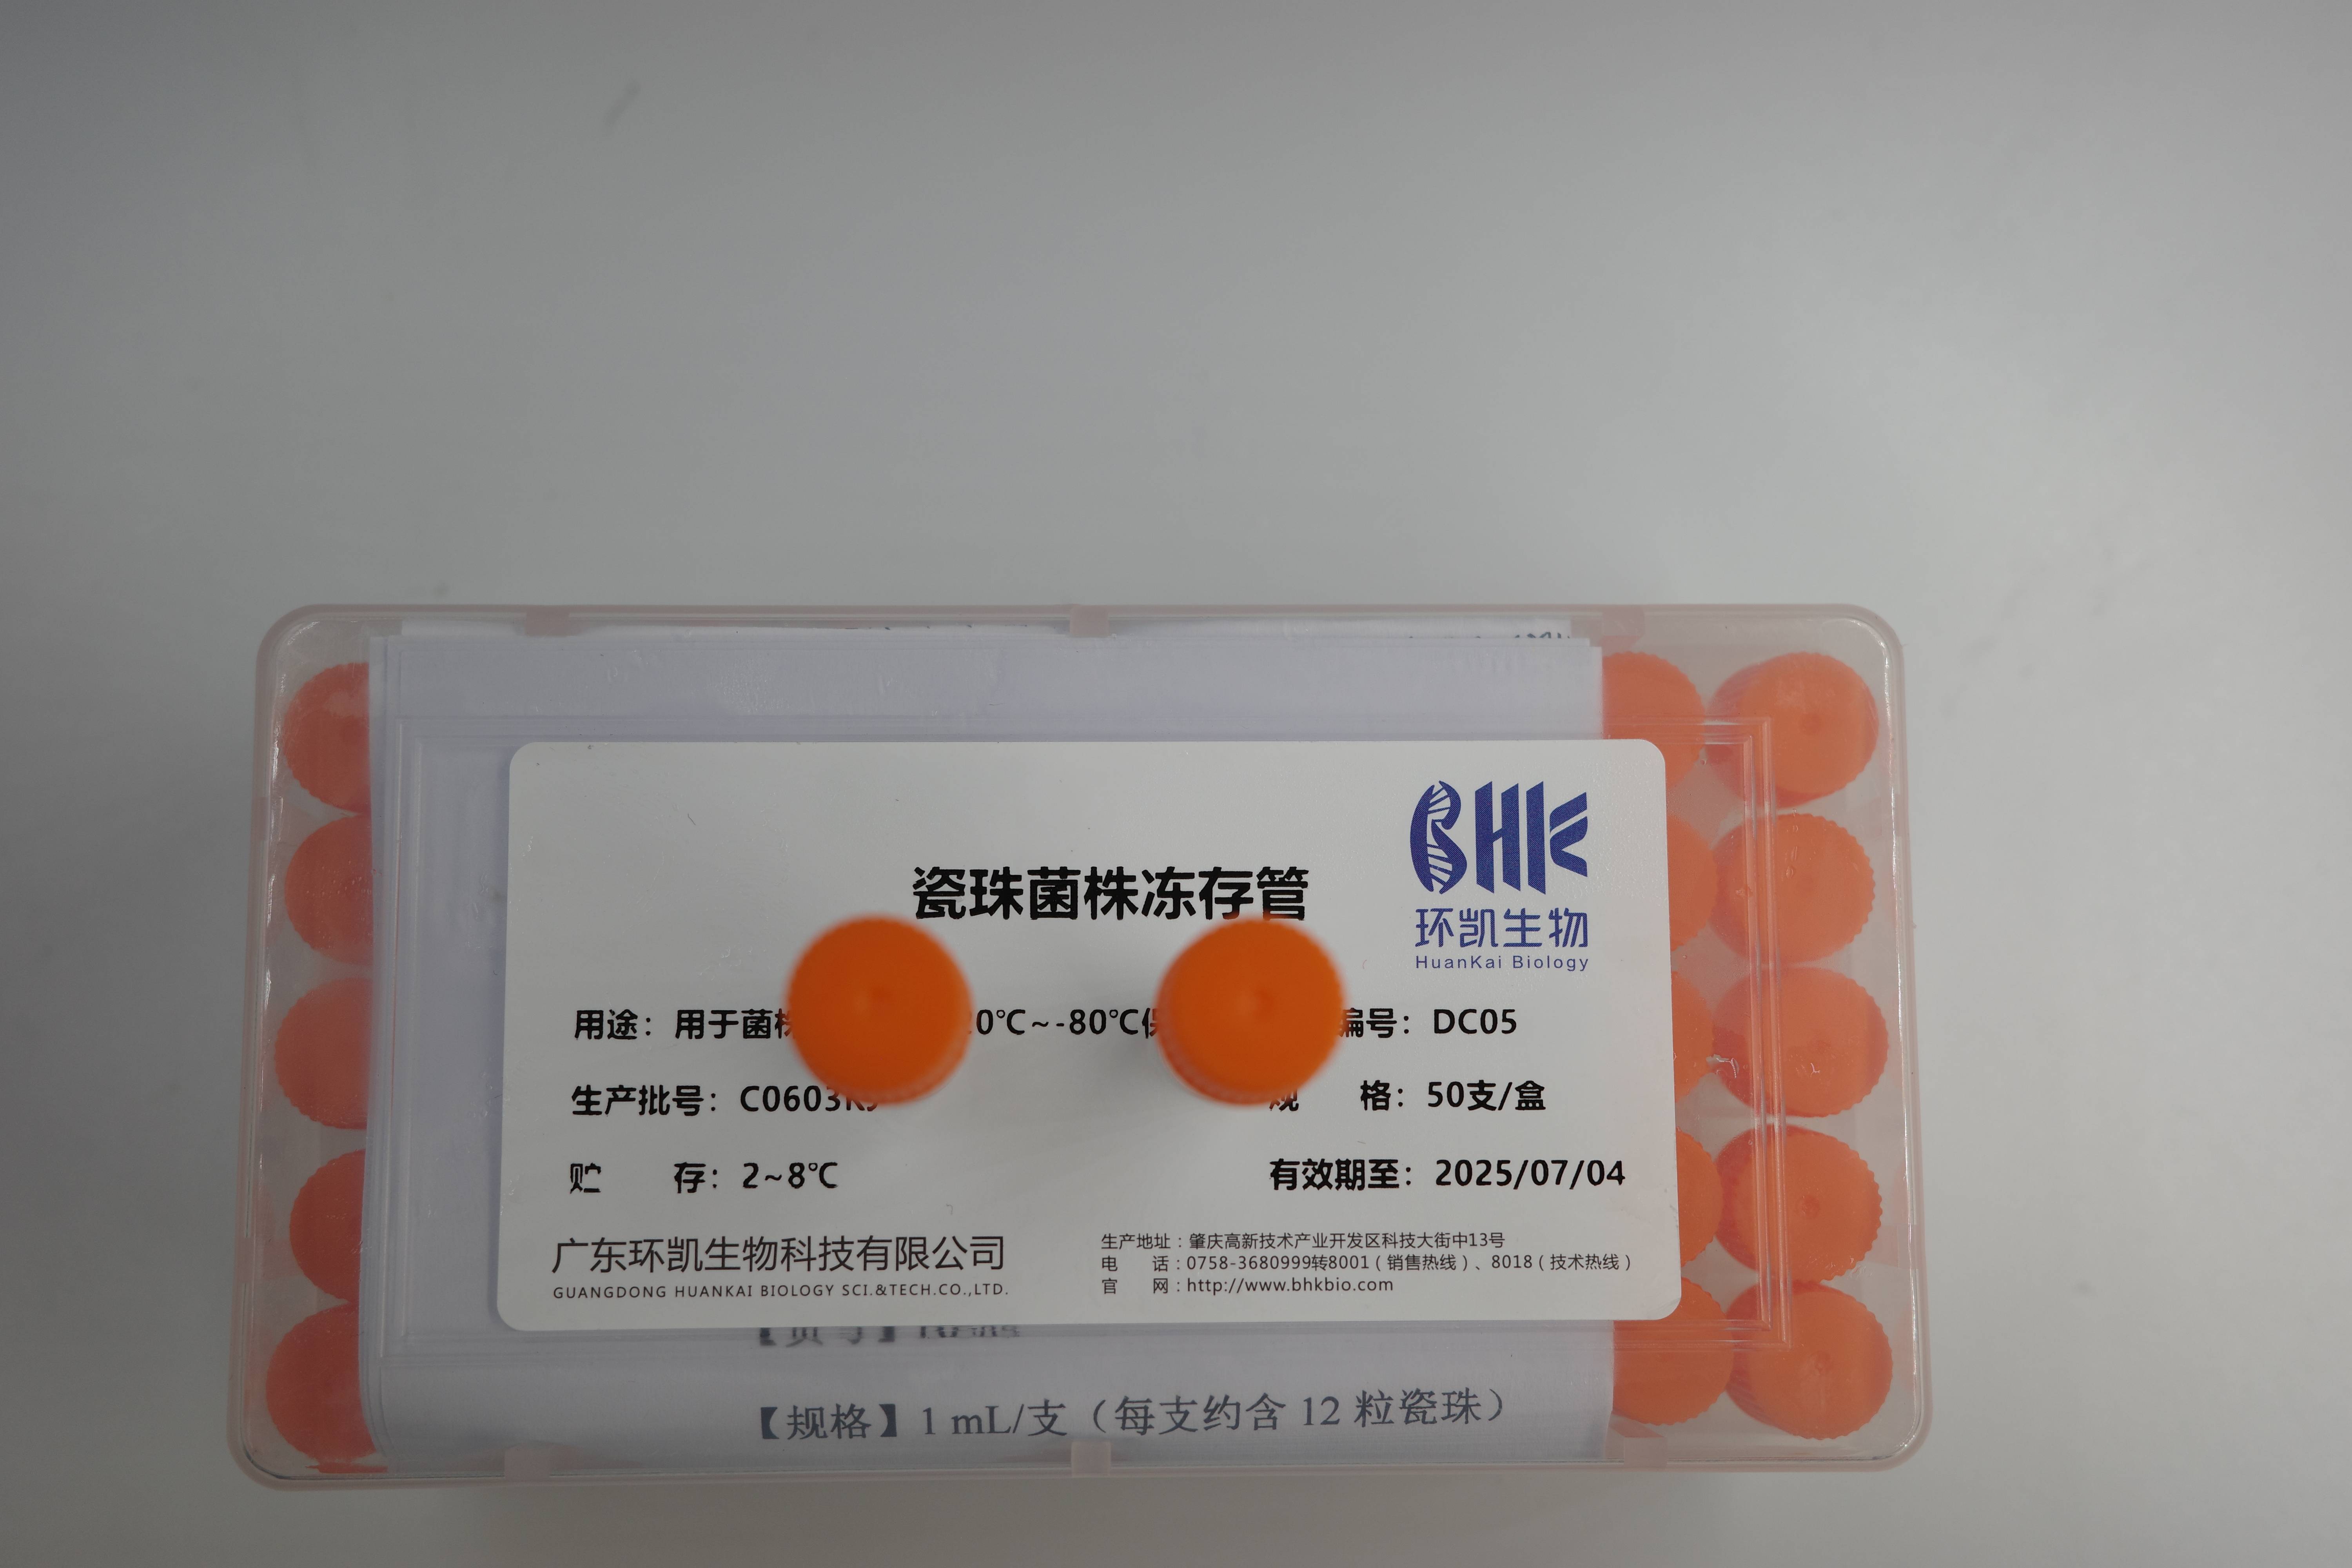 BHK
环凯生物
HuanKai Biology
瓷珠菌株冻存管
用途：用于菌 0℃~-80℃ 编号：DC05
生产批号：C0603 规 格：50支/盒
贮 存：2~8℃ 有效期至：2025/07/04
广东环凯生物科技有限公司
GUANGDONG HUANKAI BIOLOGY SCI.&TECH.CO.,LTD.
生产地址：肇庆高新技术产业开发区科技大街中13号
电 话：0758-3680999转8001（销售热线）、8018（技术热线）
官 网：http://www.bhkbio.com
【规格】1 mL/支（每支约含 12 粒瓷珠）